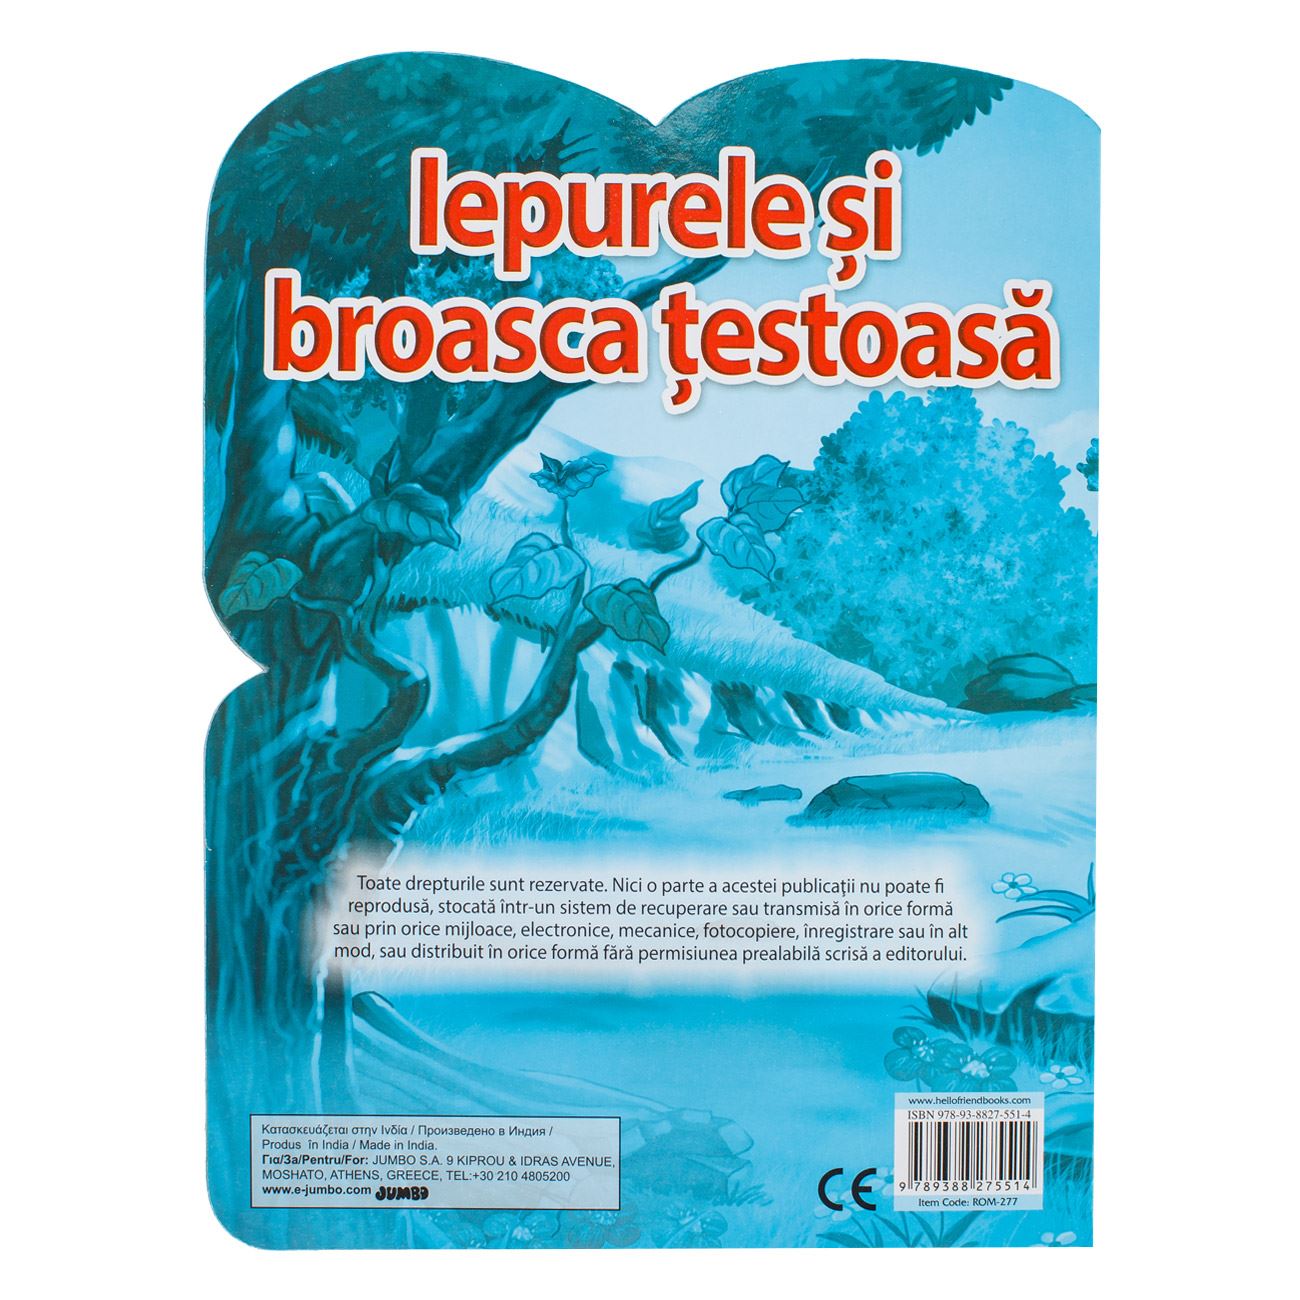 Iepurele și
broasca țestoasă
Toate drepturile sunt rezervate. Nici o parte a acestei publicații nu poate fi
reprodusă, stocată într-un sistem de recuperare sau transmisă în orice formă
sau prin orice mijloace, electronice, mecanice, fotocopiere, înregistrare sau în alt
mod, sau distribuit în orice formă fără permisiunea prealabilă scrisă a editorului.
Κατασκευάζεται στην Ινδία / Произведено в Индия /
Produs în India / Made in India.
Για/За/Pentru/For: JUMBO S.A. 9 KIPROU & IDRAS AVENUE,
MOSHATO, ATHENS, GREECE, TEL:+30 210 4805200
www.e-jumbo.com JUMBO
CE
www.hellofriendbooks.com
ISBN 978-93-8827-551-4
9 789388 275514
Item Code: ROM-277